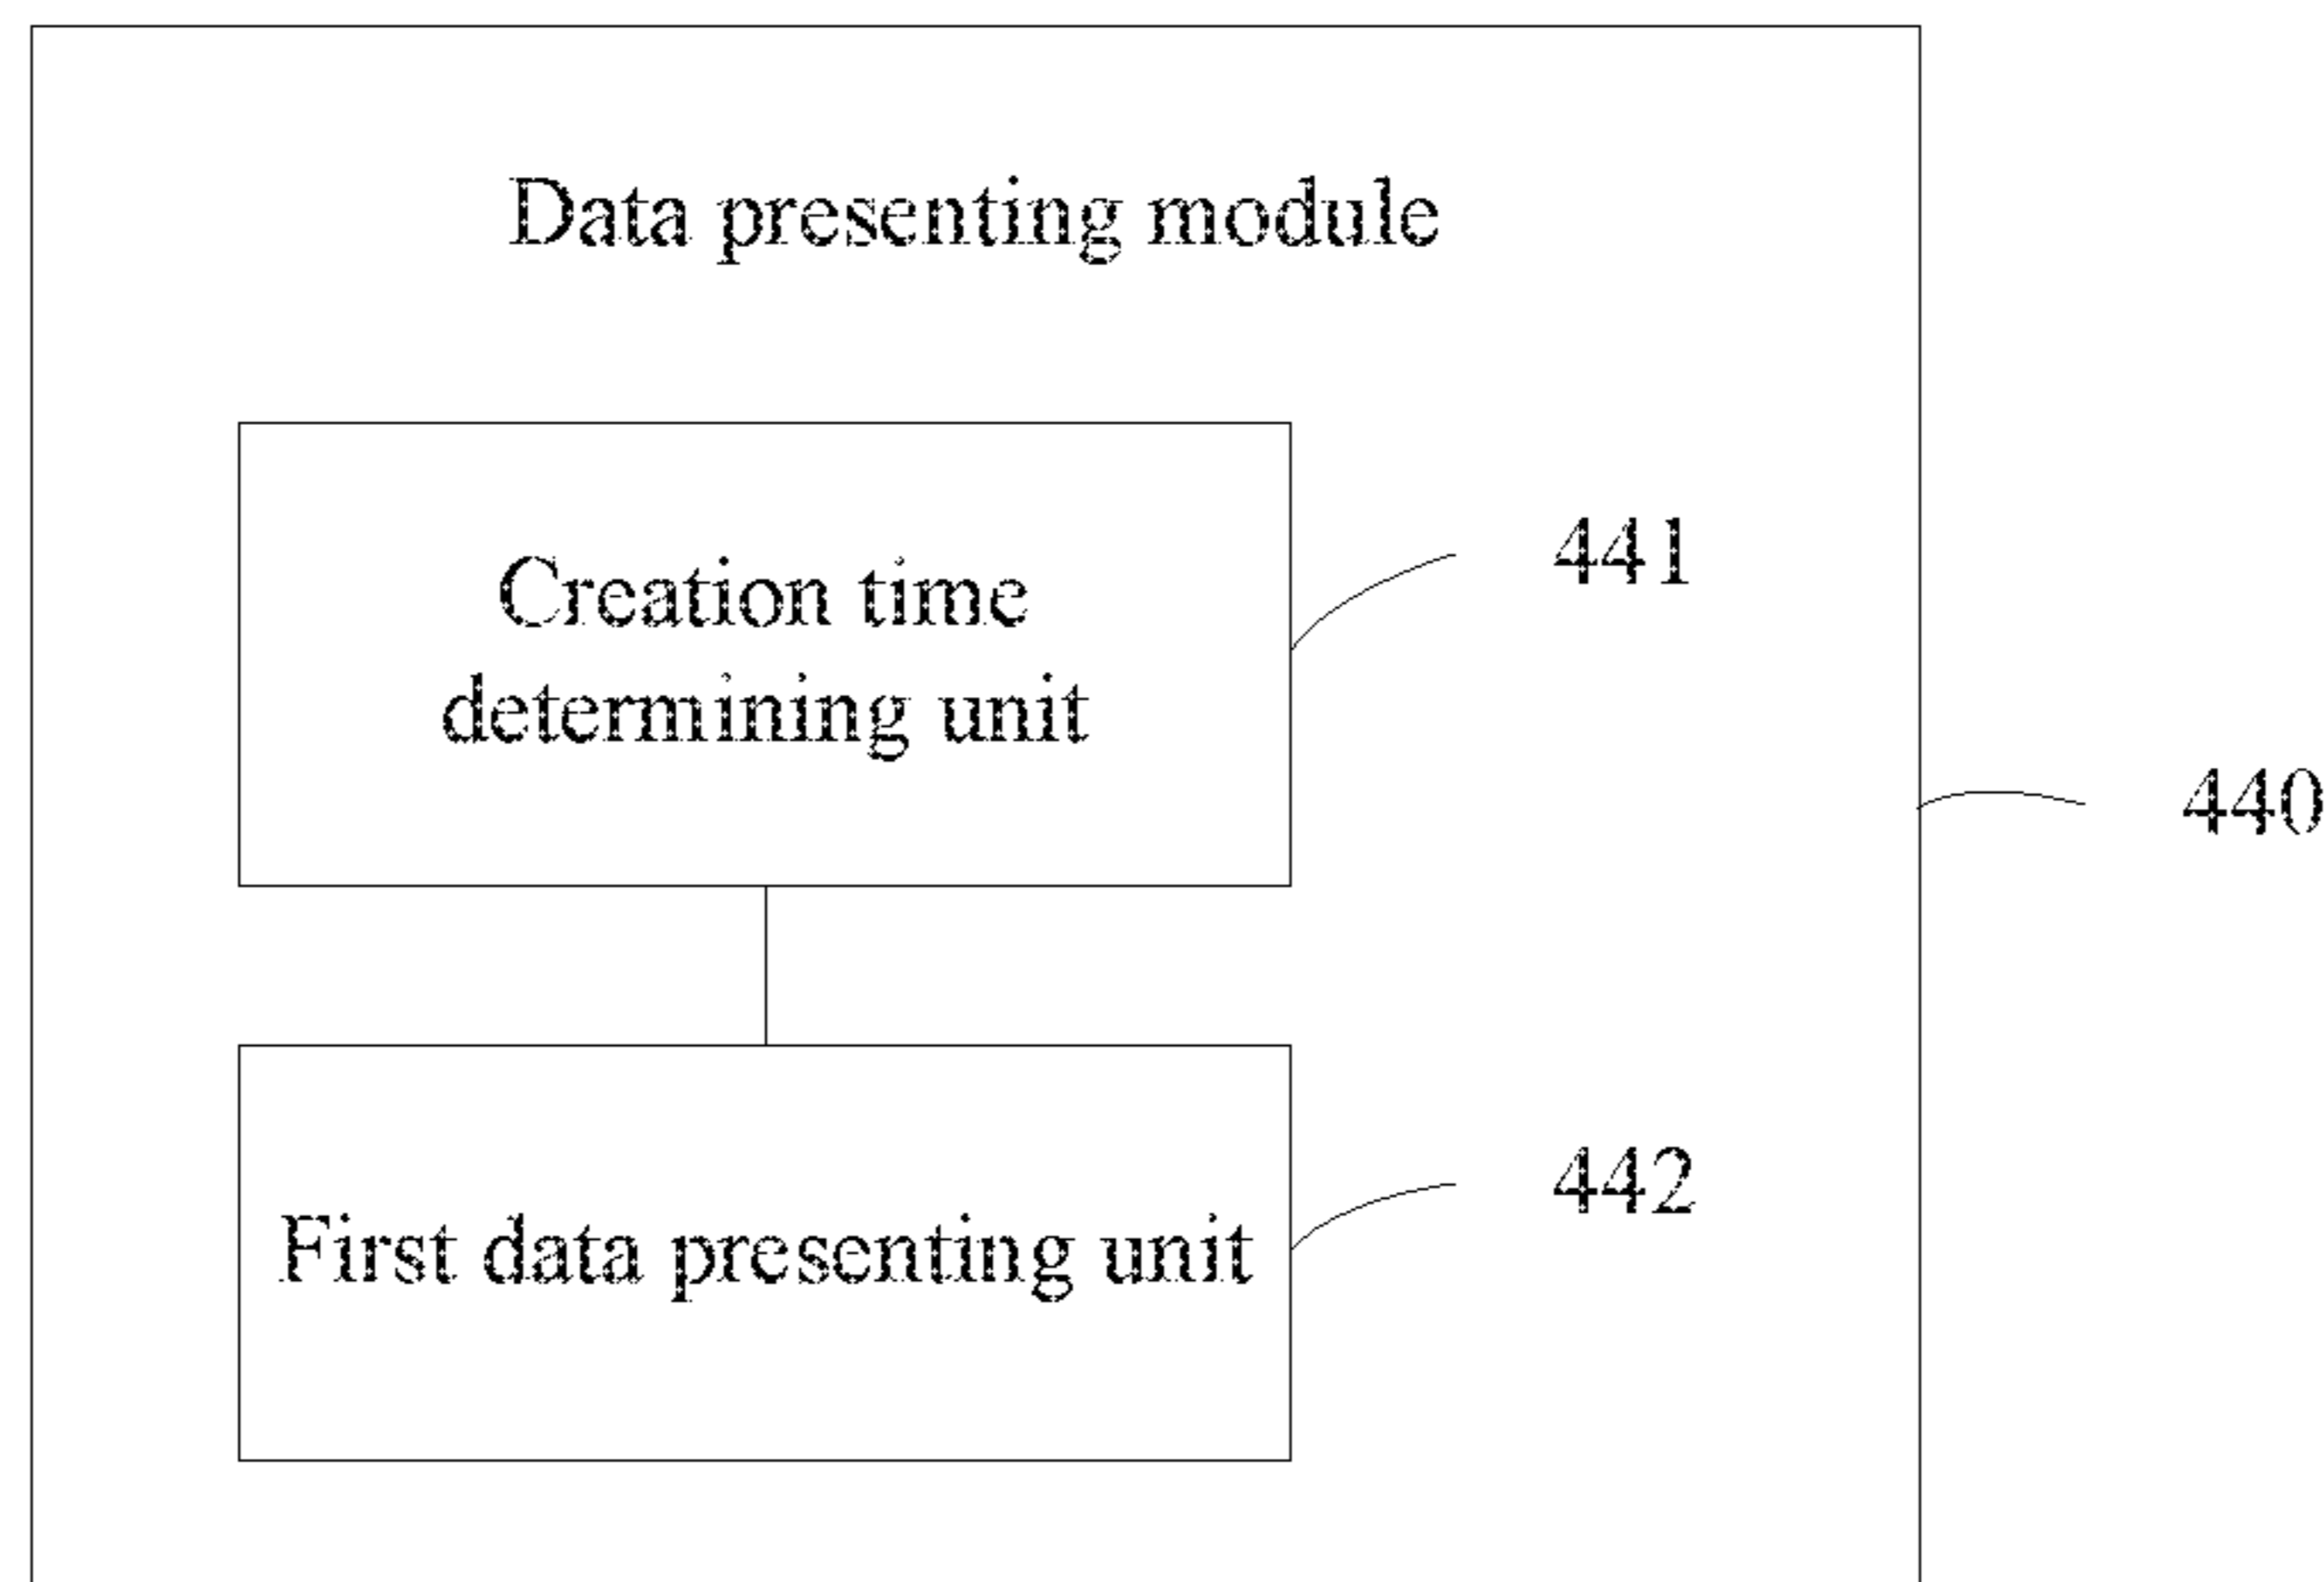 Data presenting module
Creation time
determining unit
441
440
First data presenting unit
442